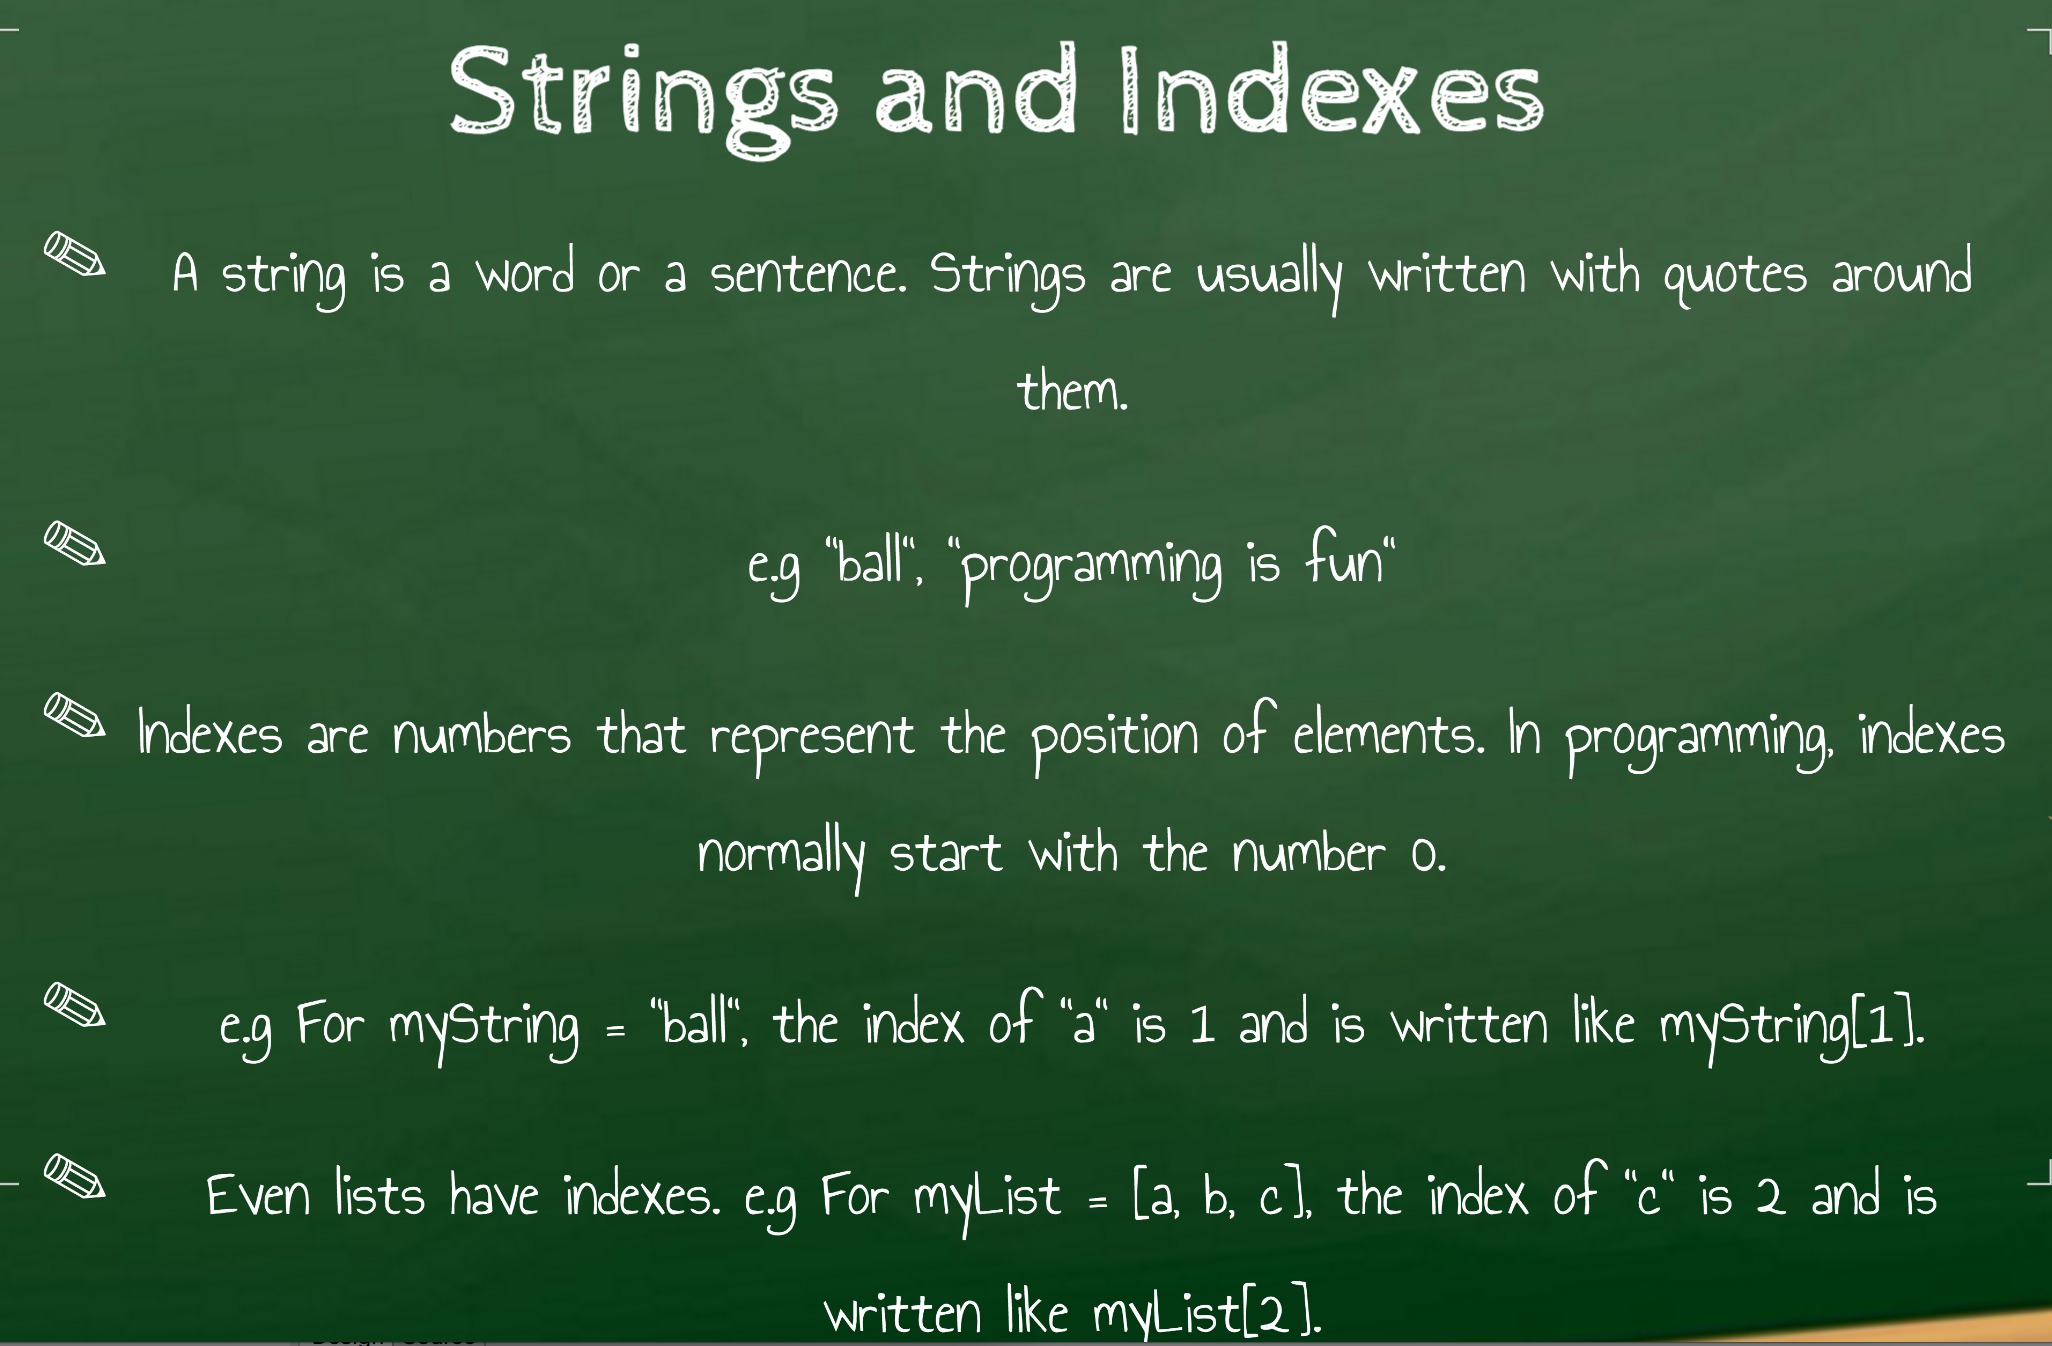 Strings and Indexes
A string is a word or a sentence. Strings are usually written with quotes around
them.
e.g "ball", "programming is fun"
Indexes are numbers that represent the position of elements. In programming, indexes
normally start with the number 0.
e.g For myString = "ball", the index of "a" is 1 and is written like myString[1].
Even lists have indexes. e.g For myList = [a, b, c], the index of "c" is 2 and is
written like myList[2].